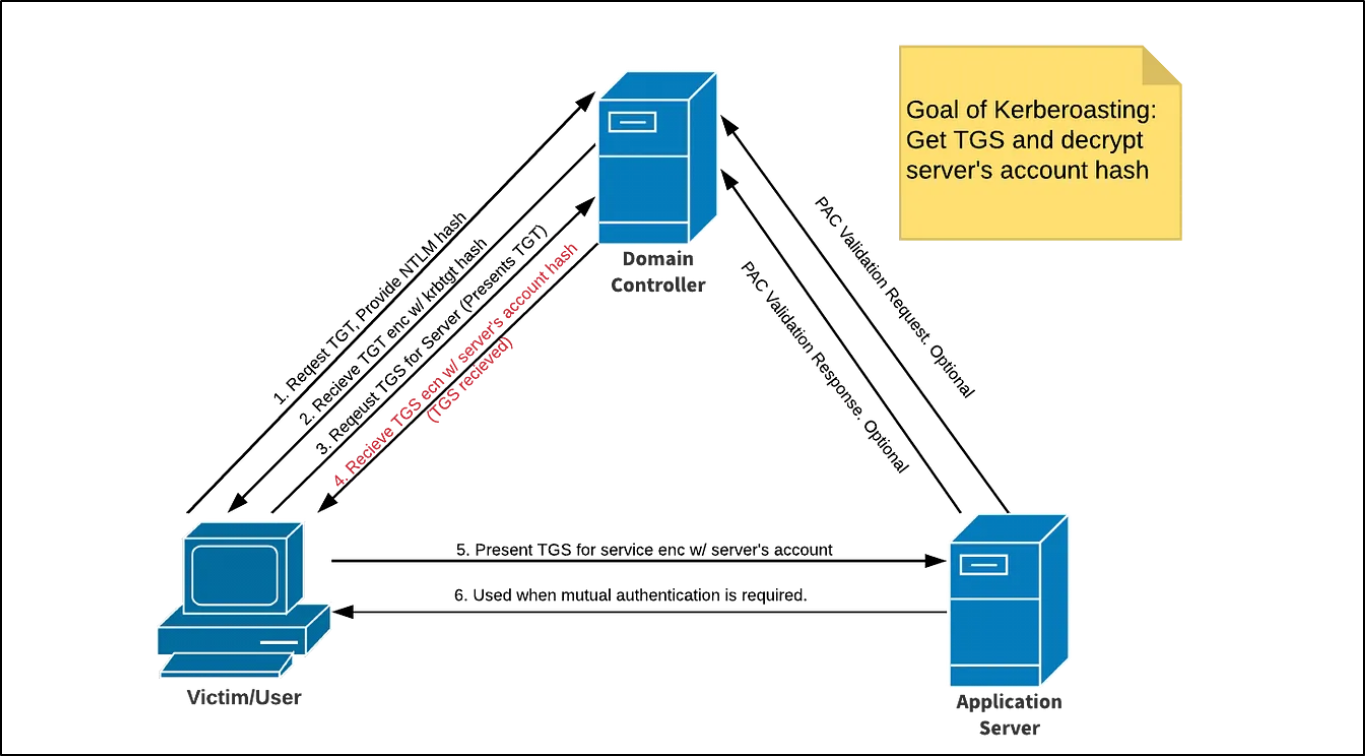 Goal of Kerberoasting:
Get TGS and decrypt
server's account hash
Domain
Controller
1. Reqest TGT, Provide NTLM hash
2. Recieve TGT enc w/ krbtgt hash
3. Reqeust TGS for Server (Presents TGT)
4. Recieve TGS ecn w/ server's account hash
(TGS recieved)
PAC Validation Request. Optional
PAC Validation Response. Optional
5. Present TGS for service enc w/ server's account
6. Used when mutual authentication is required.
Victim/User
Application
Server